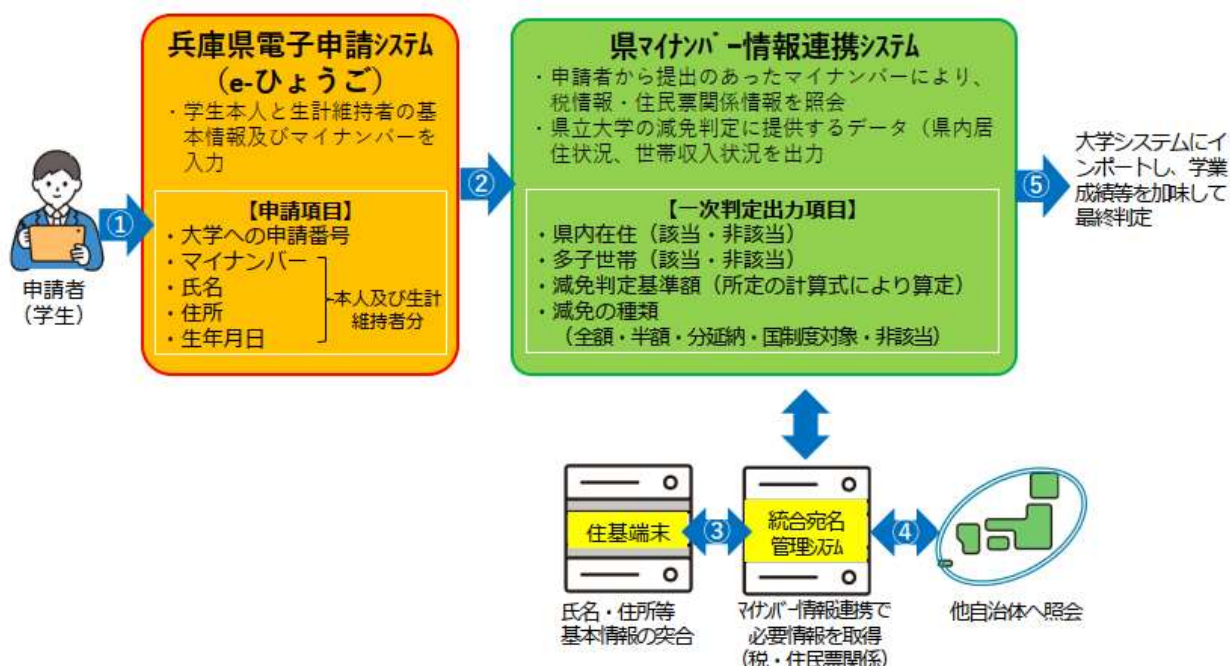 兵庫県電子申請システム
(e-ひょうご)
・学生本人と生計維持者の基
本情報及びマイナンバーを
入力
【申請項目】
・大学への申請番号
・マイナンバー
・氏名
・住所
・生年月日
本人及び生計
維持者分
①
申請者
(学生)
②
県マイナンバー情報連携システム
・申請者から提出のあったマイナンバーにより、
税情報・住民票関係情報を照会
・県立大学の減免判定に提供するデータ(県内居
住状況、世帯収入状況を出力
【一次判定出力項目】
・県内在住(該当・非該当)
・多子世帯(該当・非該当)
・減免判定基準額(所定の計算式により算定)
・減免の種類
(全額・半額・分延納・国制度対象・非該当)
⑤
大学システムにイ
ンポートし、学業
成績等を加味して
最終判定
住基端末
③
統合宛名
管理システム
④
氏名・住所等
基本情報の突合
マイナンバー情報連携で
必要情報を取得
(税・住民票関係)
他自治体へ照会